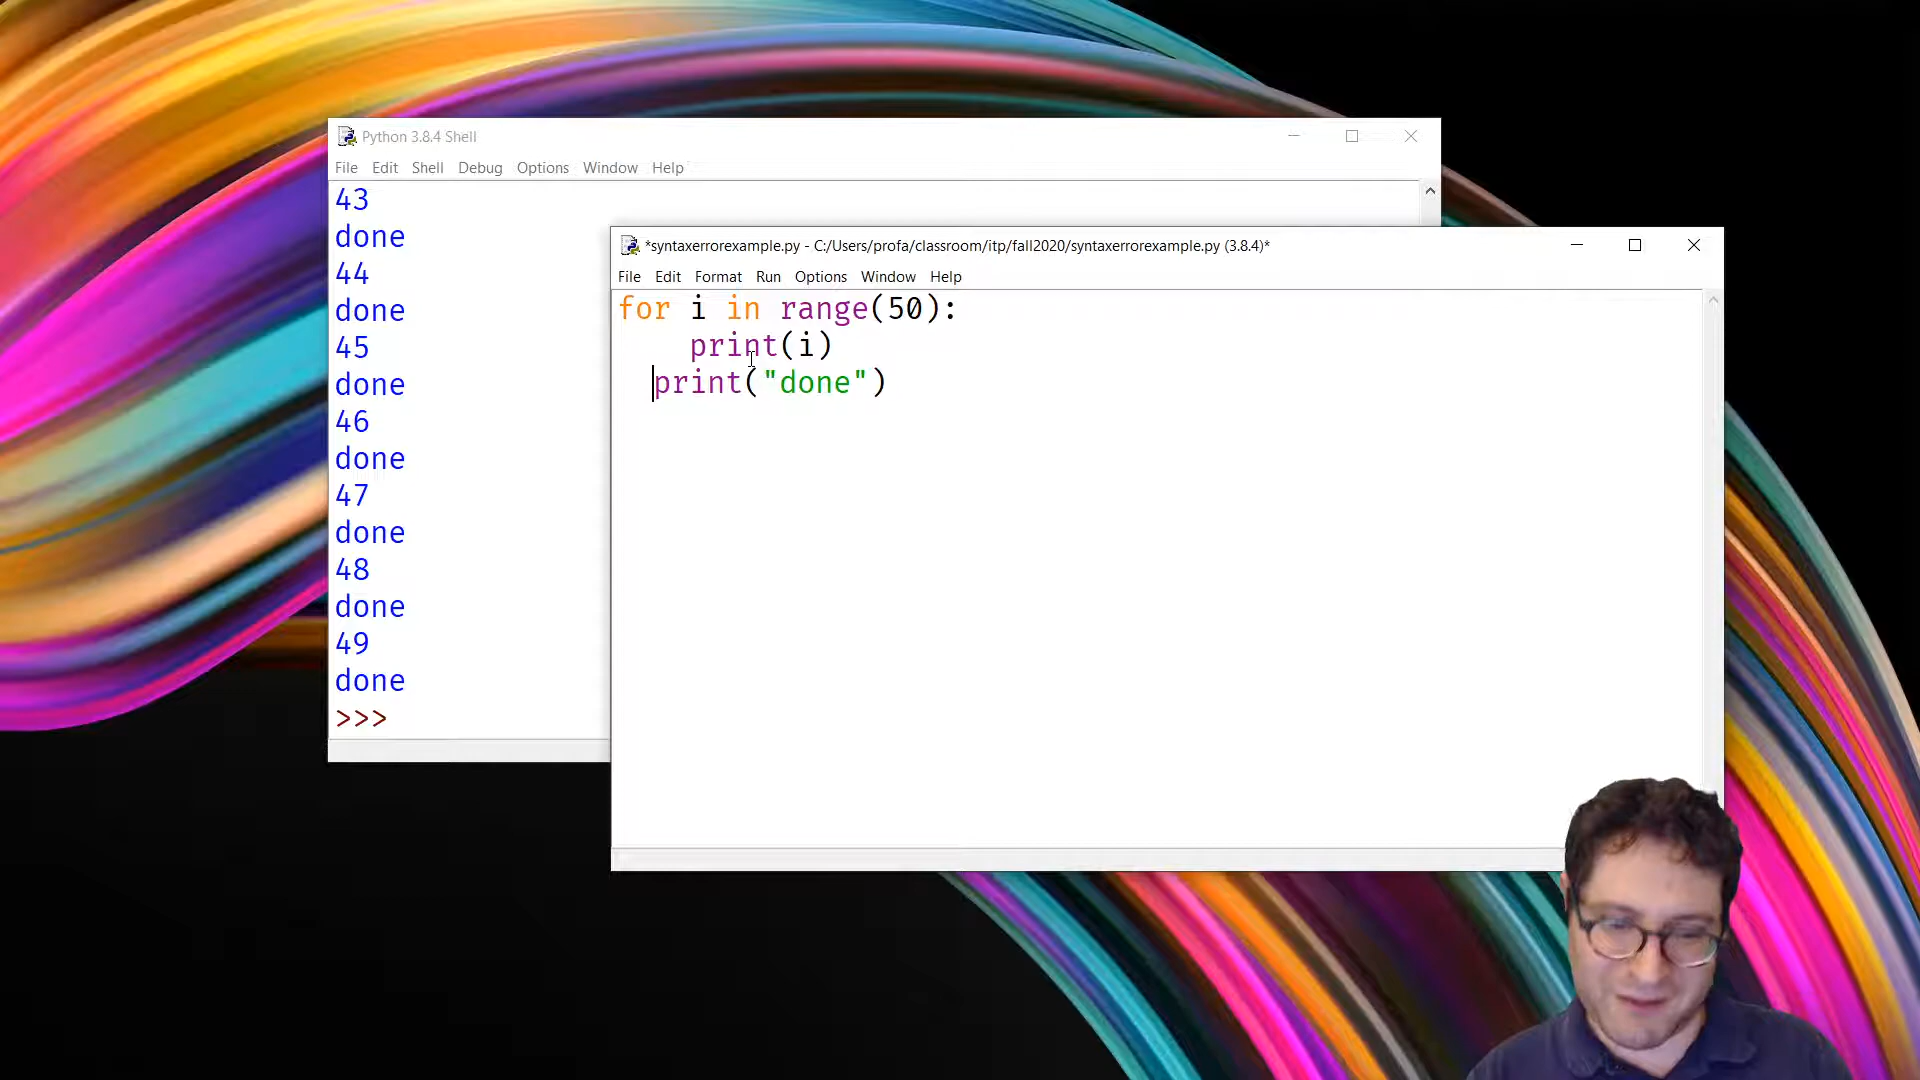 Python 3.8.4 Shell
File Edit Shell Debug Options Window Help
43
done
44
done
45
done
46
done
47
done
48
done
49
done
>>>
*syntaxerrorexample.py - C:/Users/profa/classroom/itp/fall2020/syntaxerrorexample.py (3.8.4)*
File Edit Format Run Options Window Help
for i in range(50):
    print(i)
  print("done")